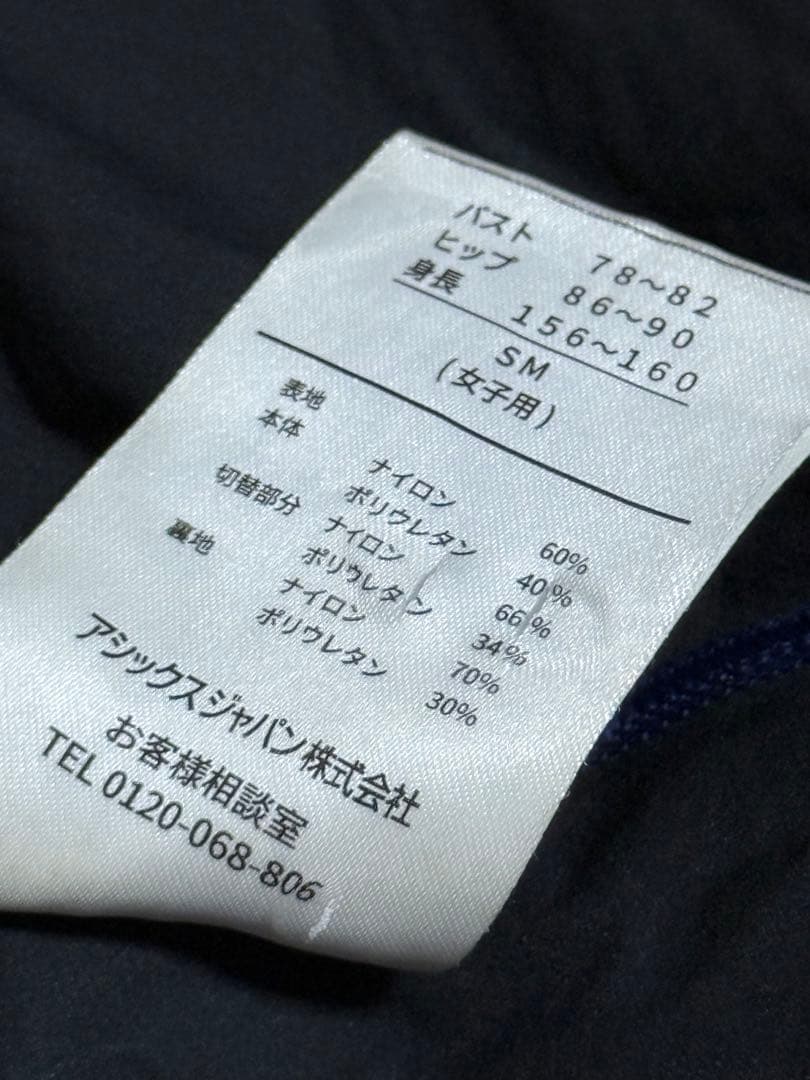 バスト 78~82
ヒップ 86~90
身長 156~160
SM
(女子用)
表地
本体 ナイロン 60%
ポリウレタン 40%
切替部分 ナイロン 66%
ポリウレタン 34%
裏地 ナイロン 70%
ポリウレタン 30%
アシックスジャパン株式会社
お客様相談室
TEL 0120-068-806